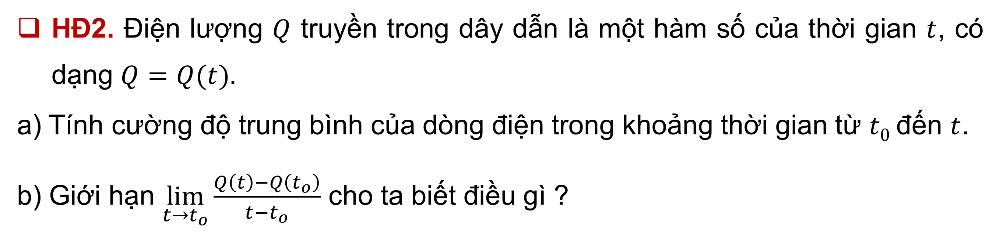 ❑ HĐ2. Điện lượng Q truyền trong dây dẫn là một hàm số của thời gian t, có
dạng Q = Q(t).
a) Tính cường độ trung bình của dòng điện trong khoảng thời gian từ t₀ đến t.
b) Giới hạn lim_{t→t_o} \frac{Q(t)−Q(t_o)}{t−t_o} cho ta biết điều gì ?